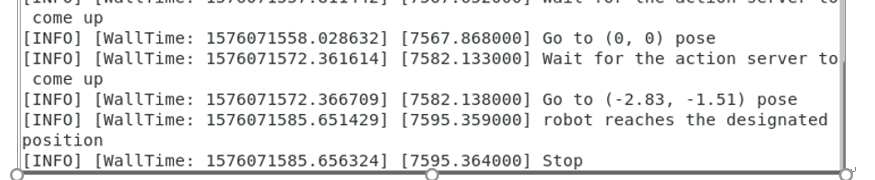 come up
[INFO] [WallTime: 1576071558.028632] [7567.868000] Go to (0, 0) pose
[INFO] [WallTime: 1576071572.361614] [7582.133000] Wait for the action server to
come up
[INFO] [WallTime: 1576071572.366709] [7582.138000] Go to (-2.83, -1.51) pose
[INFO] [WallTime: 1576071585.651429] [7595.359000] robot reaches the designated
position
[INFO] [WallTime: 1576071585.656324] [7595.364000] Stop